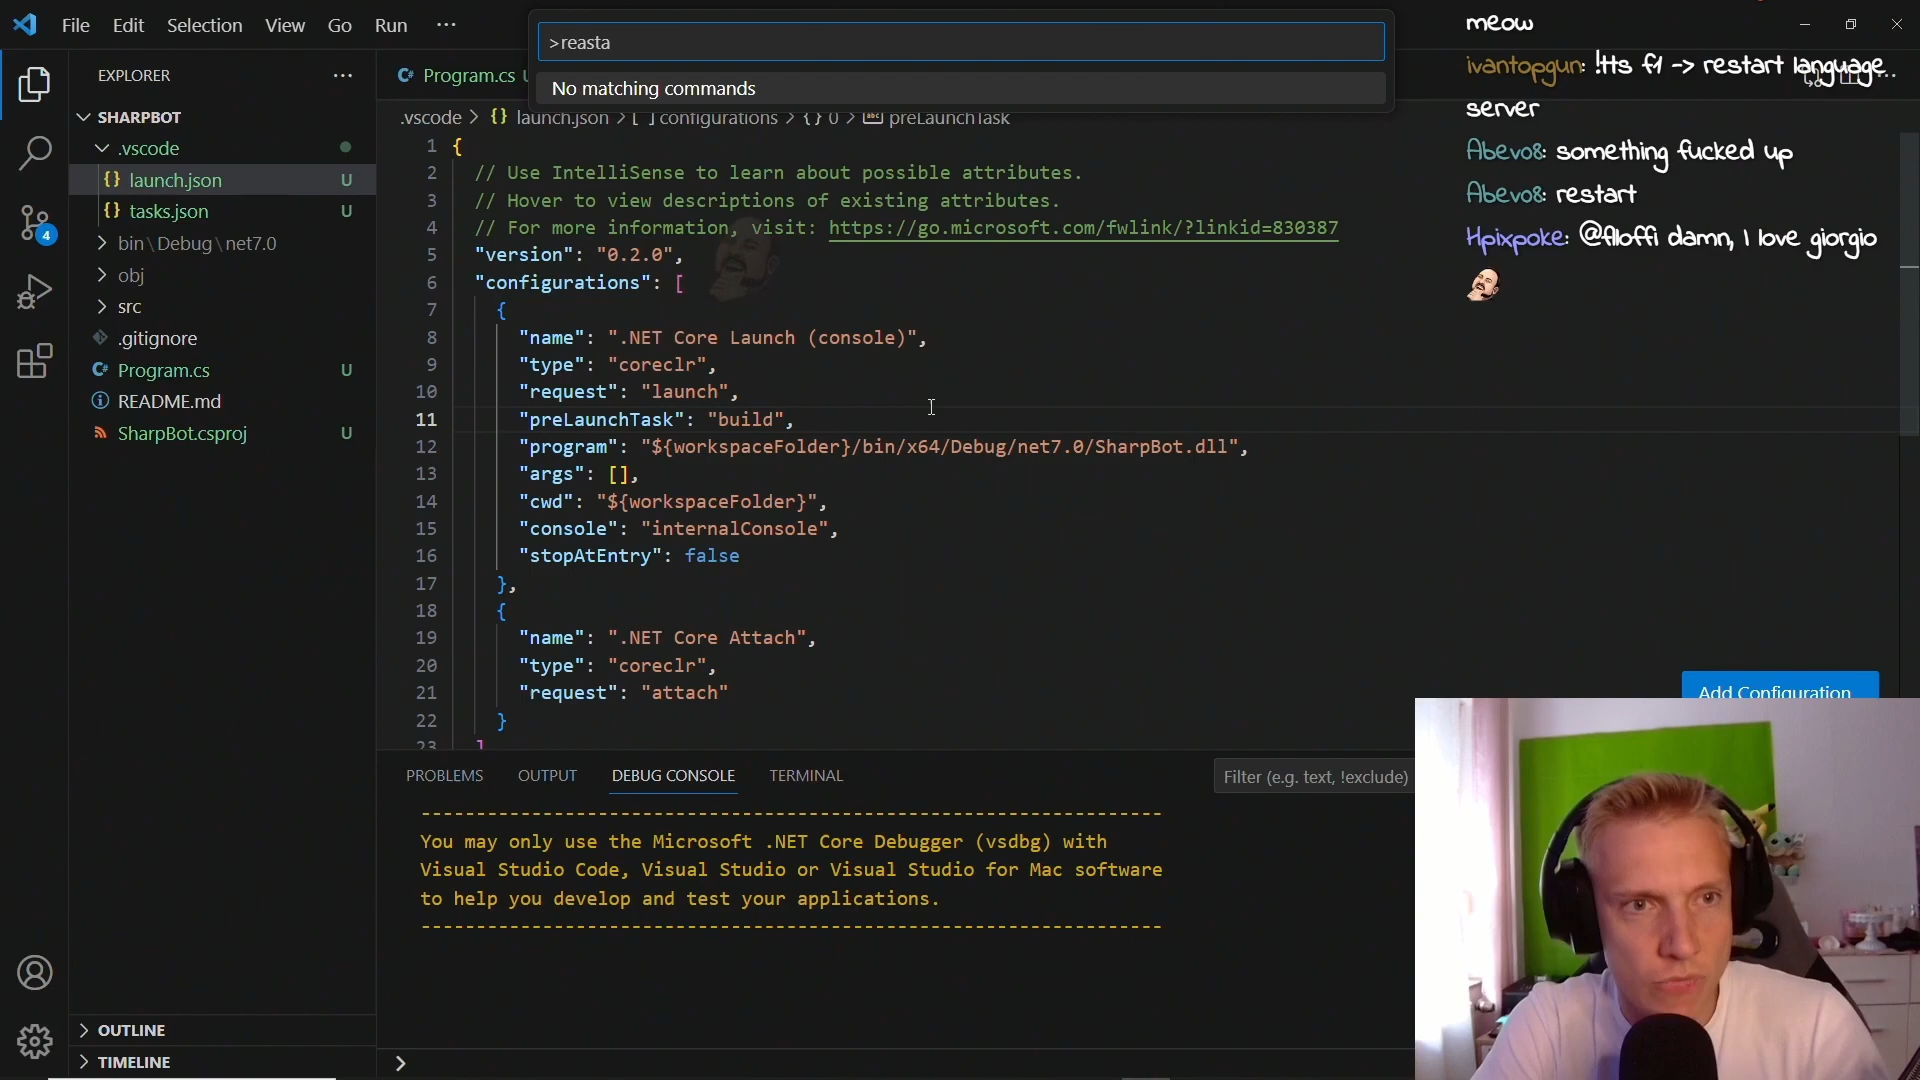 File Edit Selection View Go Run ···
>reasta
No matching commands
meow
ivantopgun: !tts f1 -> restart language
server
Abevo8: something fucked up
Abevo8: restart
Hpixpoke: @filoffi damn, I love giorgio
EXPLORER ···
SHARPBOT
.vscode
{} launch.json U
{} tasks.json U
bin\Debug\net7.0
obj
src
.gitignore
C# Program.cs U
README.md
SharpBot.csproj U
4
OUTLINE
TIMELINE
C# Program.cs U
.vscode > {} launch.json > [ ] configurations > {} 0 > abc preLaunchTask
1 {
2 // Use IntelliSense to learn about possible attributes.
3 // Hover to view descriptions of existing attributes.
4 // For more information, visit: https://go.microsoft.com/fwlink/?linkid=830387
5 "version": "0.2.0",
6 "configurations": [
7 {
8 "name": ".NET Core Launch (console)",
9 "type": "coreclr",
10 "request": "launch",
11 "preLaunchTask": "build",
12 "program": "${workspaceFolder}/bin/x64/Debug/net7.0/SharpBot.dll",
13 "args": [],
14 "cwd": "${workspaceFolder}",
15 "console": "internalConsole",
16 "stopAtEntry": false
17 },
18 {
19 "name": ".NET Core Attach",
20 "type": "coreclr",
21 "request": "attach"
22 }
23 ]
Add Configuration...
PROBLEMS OUTPUT DEBUG CONSOLE TERMINAL
Filter (e.g. text, !exclude)
-------------------------------------------------------------------
You may only use the Microsoft .NET Core Debugger (vsdbg) with
Visual Studio Code, Visual Studio or Visual Studio for Mac software
to help you develop and test your applications.
-------------------------------------------------------------------
>